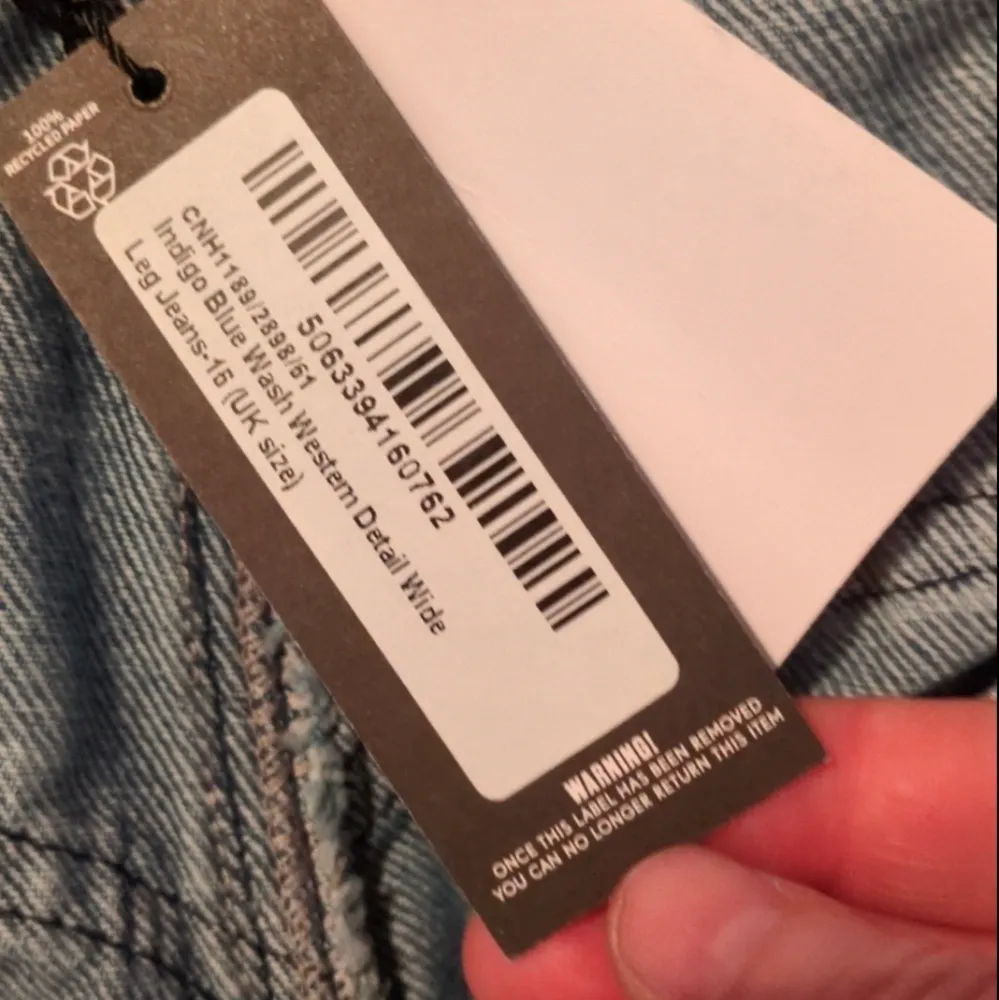 100%
RECYCLED PAPER
5063394160762
CNH1189/2898/61
Indigo Blue Wash Western Detail Wide
Leg Jeans-16 (UK size)
WARNING!
ONCE THIS LABEL HAS BEEN REMOVED
YOU CAN NO LONGER RETURN THIS ITEM